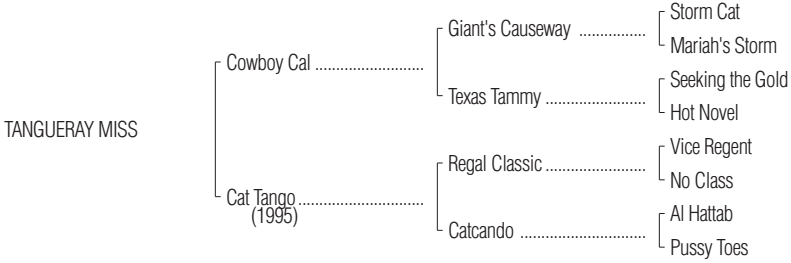 Storm Cat
Giant's Causeway ................
Mariah's Storm
Cowboy Cal ..........................
Seeking the Gold
Texas Tammy ........................
Hot Novel
TANGUERAY MISS
Vice Regent
Regal Classic ........................
No Class
Cat Tango ..............................
(1995)
Al Hattab
Catcando ..............................
Pussy Toes